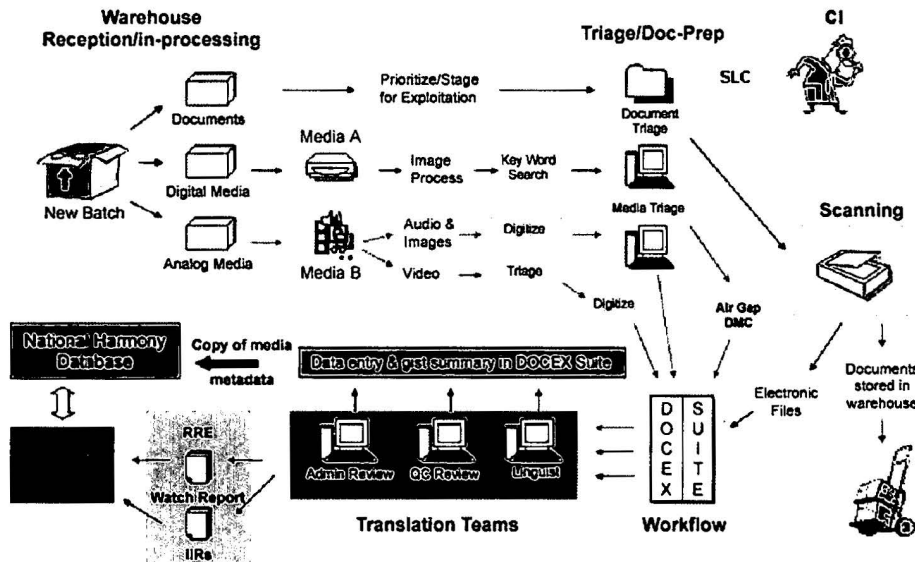 Warehouse
Reception/in-processing
Triage/Doc-Prep
CI
SLC
Documents
Prioritize/Stage
for Exploitation
Document
Triage
New Batch
Digital Media
Media A
Image
Process
Key Word
Search
Media Triage
Analog Media
Media B
Audio &
Images
Digitize
Video
Triage
Digitize
Air Gap
DMC
Scanning
National Harmony
Database
Copy of media
metadata
Data entry & gist summary in DOCEX Suite
Electronic
Files
Documents
stored in
warehouse
RRE
Watch Report
IIRs
Admin Review
QC Review
Linguist
Translation Teams
DOCEX
SUITE
Workflow